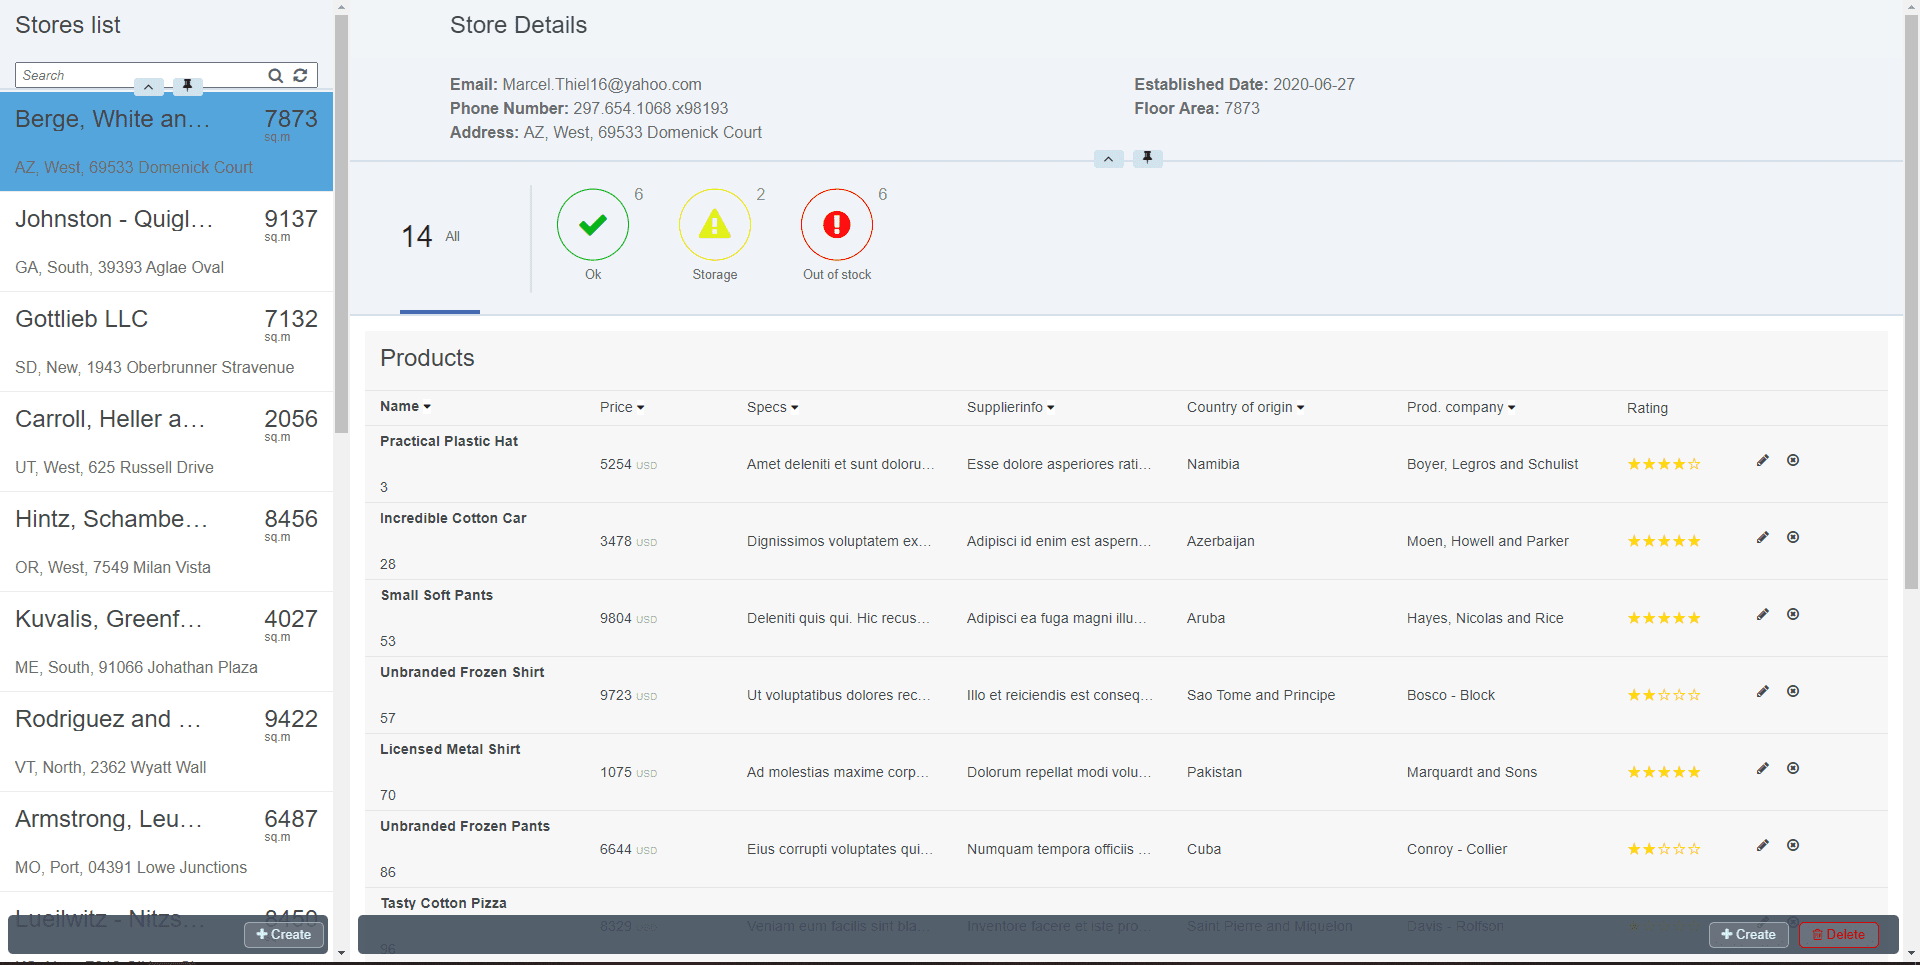 Stores list
Search
Berge, White an… 7873
sq.m
AZ, West, 69533 Domenick Court
Johnston - Quigl… 9137
sq.m
GA, South, 39393 Aglae Oval
Gottlieb LLC 7132
sq.m
SD, New, 1943 Oberbrunner Stravenue
Carroll, Heller a… 2056
sq.m
UT, West, 625 Russell Drive
Hintz, Schambe… 8456
sq.m
OR, West, 7549 Milan Vista
Kuvalis, Greenf… 4027
sq.m
ME, South, 91066 Johathan Plaza
Rodriguez and … 9422
sq.m
VT, North, 2362 Wyatt Wall
Armstrong, Leu… 6487
sq.m
MO, Port, 04391 Lowe Junctions
Lueilwitz - Nitzs… 8450
Create
Store Details
Email: Marcel.Thiel16@yahoo.com
Phone Number: 297.654.1068 x98193
Address: AZ, West, 69533 Domenick Court
Established Date: 2020-06-27
Floor Area: 7873
14 All
6
Ok
2
Storage
6
Out of stock
Products
Name Price Specs Supplierinfo Country of origin Prod. company Rating
Practical Plastic Hat
5254 USD Amet deleniti et sunt doloru… Esse dolore asperiores rati… Namibia Boyer, Legros and Schulist
3
Incredible Cotton Car
3478 USD Dignissimos voluptatem ex… Adipisci id enim est aspern… Azerbaijan Moen, Howell and Parker
28
Small Soft Pants
9804 USD Deleniti quis qui. Hic recus… Adipisci ea fuga magni illu… Aruba Hayes, Nicolas and Rice
53
Unbranded Frozen Shirt
9723 USD Ut voluptatibus dolores rec… Illo et reiciendis est conseq… Sao Tome and Principe Bosco - Block
57
Licensed Metal Shirt
1075 USD Ad molestias maxime corp… Dolorum repellat modi volu… Pakistan Marquardt and Sons
70
Unbranded Frozen Pants
6644 USD Eius corrupti voluptates qui… Numquam tempora officiis … Cuba Conroy - Collier
86
Tasty Cotton Pizza
8329 USD Veniam eum facilis sint bla… Inventore facere et iste pro… Saint Pierre and Miquelon Davis - Rolfson
96
Create Delete